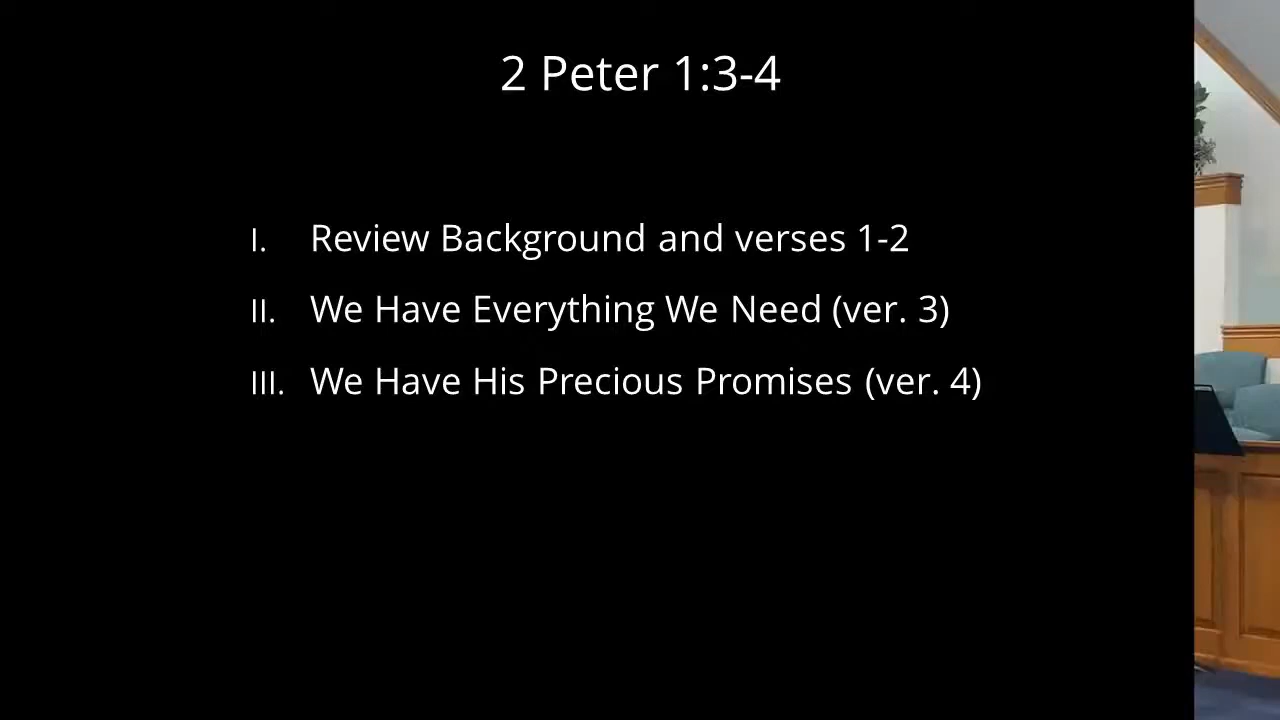 2 Peter 1:3-4
I. Review Background and verses 1-2
II. We Have Everything We Need (ver. 3)
III. We Have His Precious Promises (ver. 4)